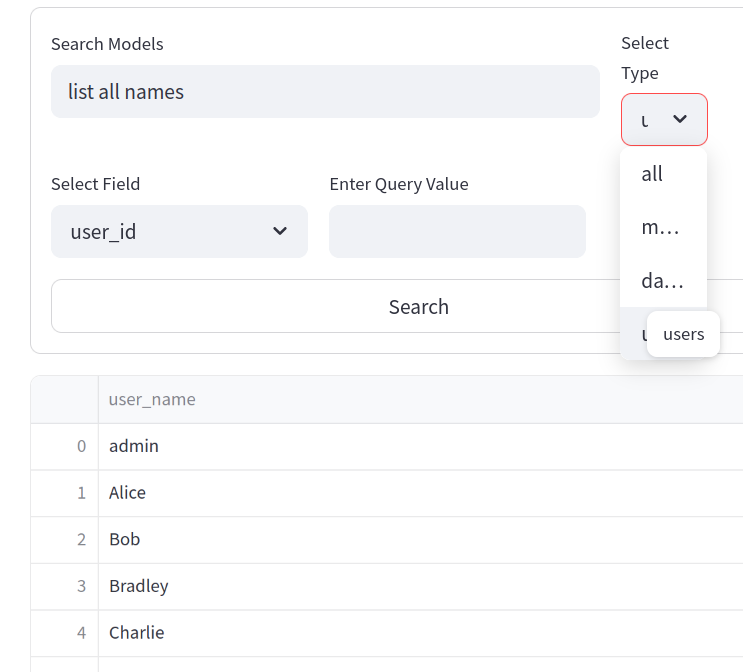 Search Models
Select
Type
list all names
all
m...
da...
users
Select Field
Enter Query Value
user_id
Search
user_name
0 admin
1 Alice
2 Bob
3 Bradley
4 Charlie